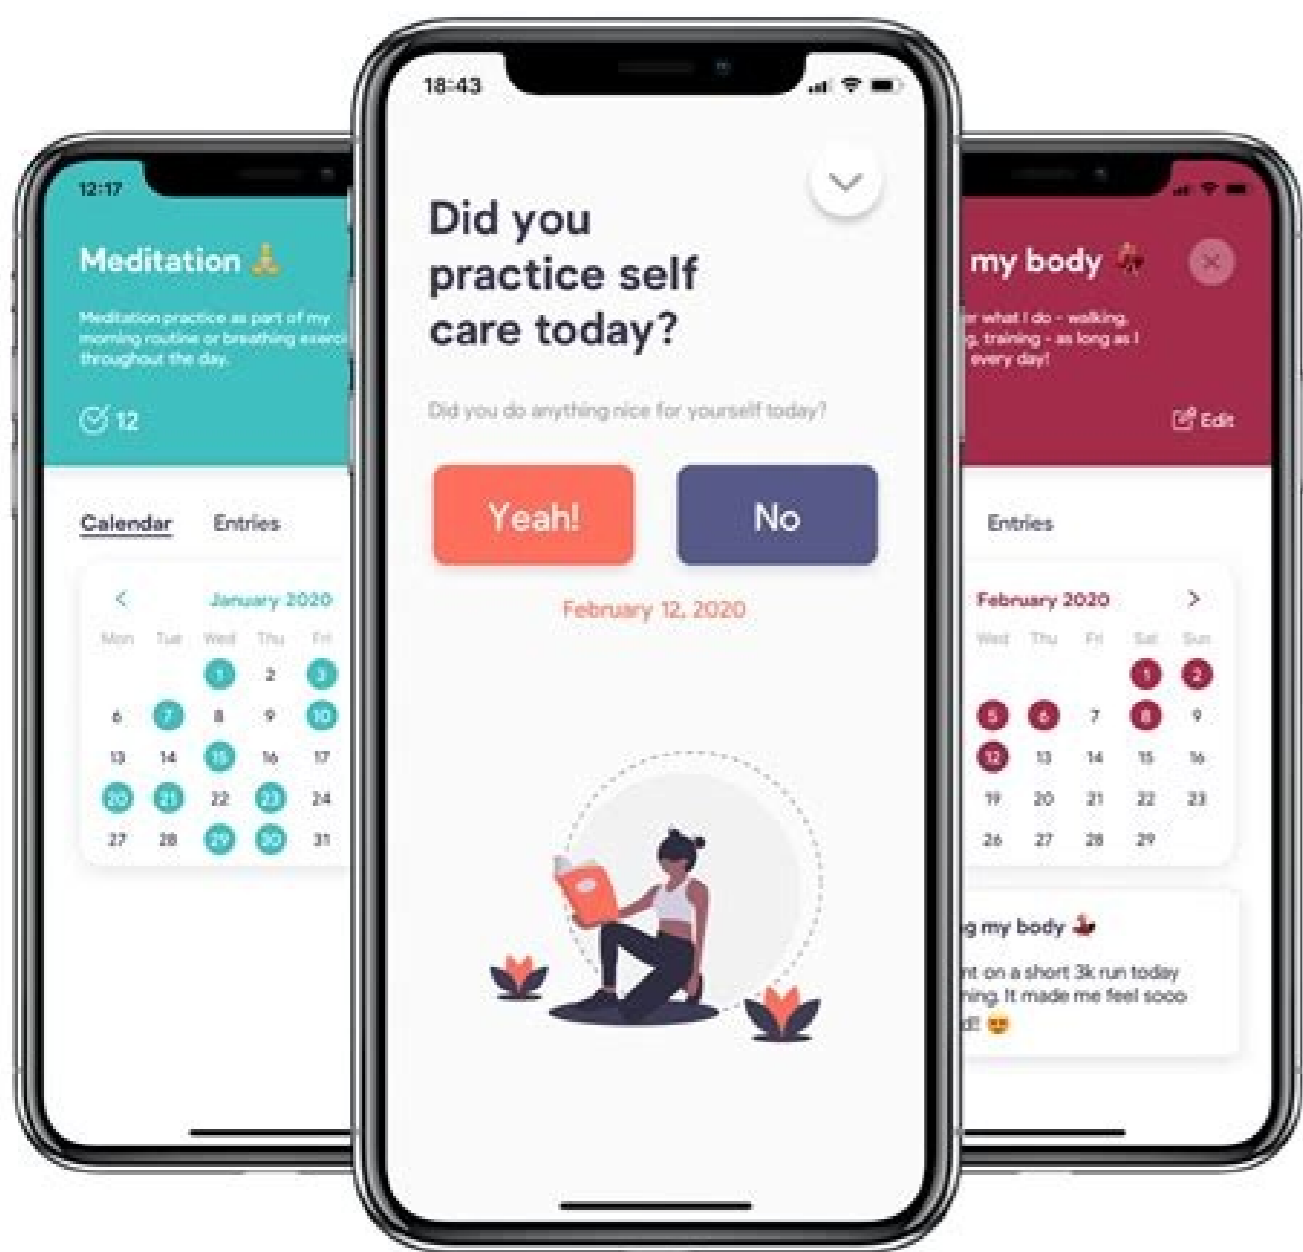 12:17
Meditation 🙏
Meditation practice as part of my
morning routine or breathing exerci
throughout the day.
12
Calendar Entries
January 2020
Mon Tue Wed Thu Fri
1 2 3
6 7 8 9 10
13 14 15 16 17
20 21 22 23 24
27 28 29 30 31
18:43
Did you
practice self
care today?
Did you do anything nice for yourself today?
Yeah! No
February 12, 2020
my body
or what I do - walking,
g, training - as long as I
every day!
Edit
Entries
February 2020
Wed Thu Fri Sat Sun
1 2
5 6 7 8 9
12 13 14 15 16
19 20 21 22 23
26 27 28 29
g my body
nt on a short 3k run today
ning. It made me feel sooo
d!! 😍